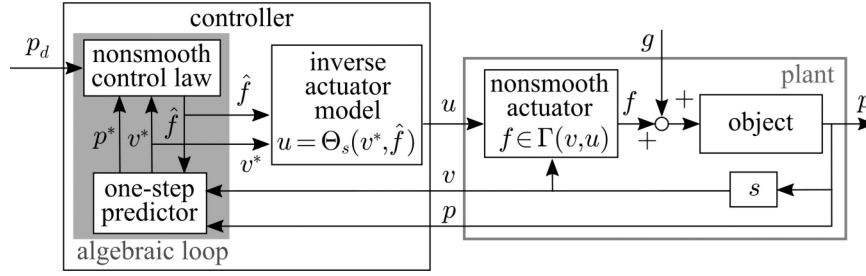 controller
p_d
nonsmooth
control law
f̂
inverse
actuator
model
u = Θ_s(v*, f̂)
p*
v*
f̂
v*
one-step
predictor
algebraic loop
u
v
p
plant
nonsmooth
actuator
f ∈ Γ(v,u)
f
g
+
+
object
p
s